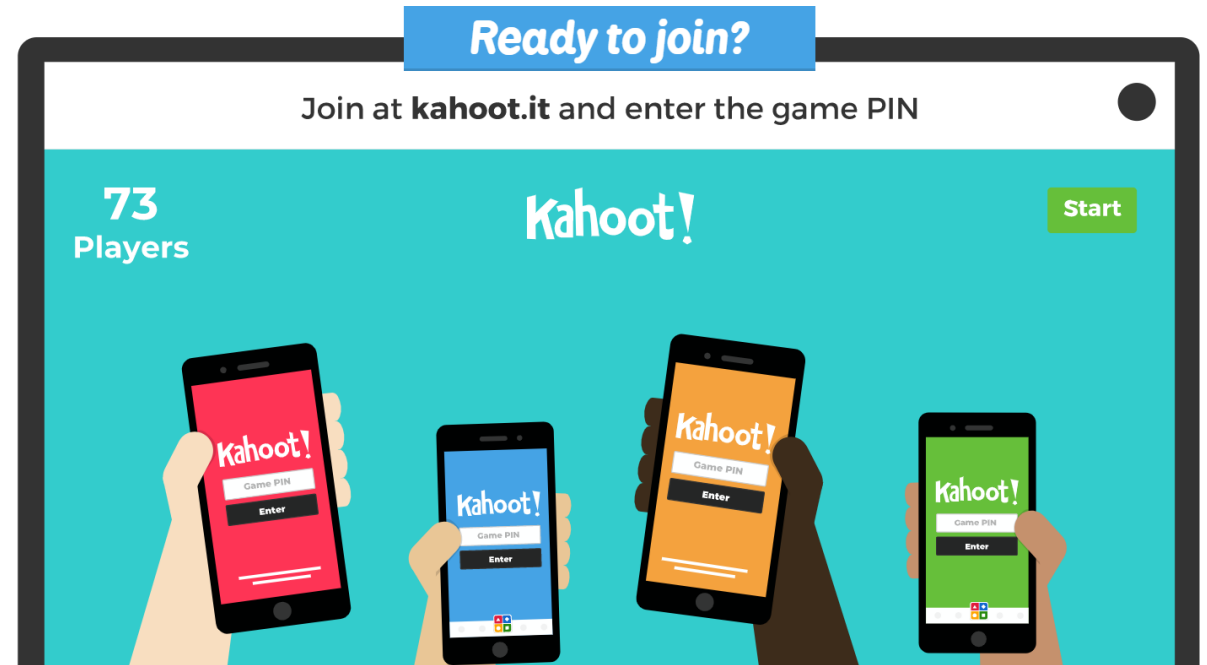 Ready to join?
Join at kahoot.it and enter the game PIN
73
Players
Kahoot!
Start
Kahoot!
Game PIN
Enter
Kahoot!
Game PIN
Enter
Kahoot!
Game PIN
Enter
Kahoot!
Game PIN
Enter